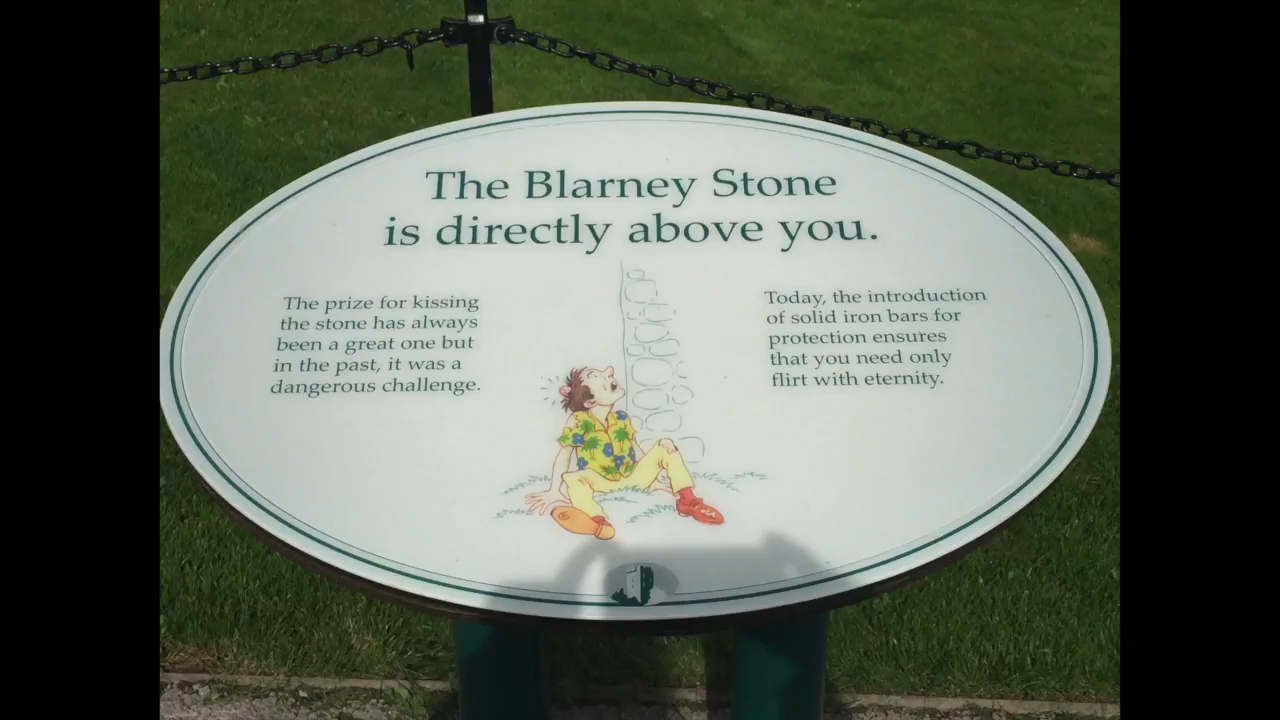 The Blarney Stone
is directly above you.
The prize for kissing
the stone has always
been a great one but
in the past, it was a
dangerous challenge.
Today, the introduction
of solid iron bars for
protection ensures
that you need only
flirt with eternity.